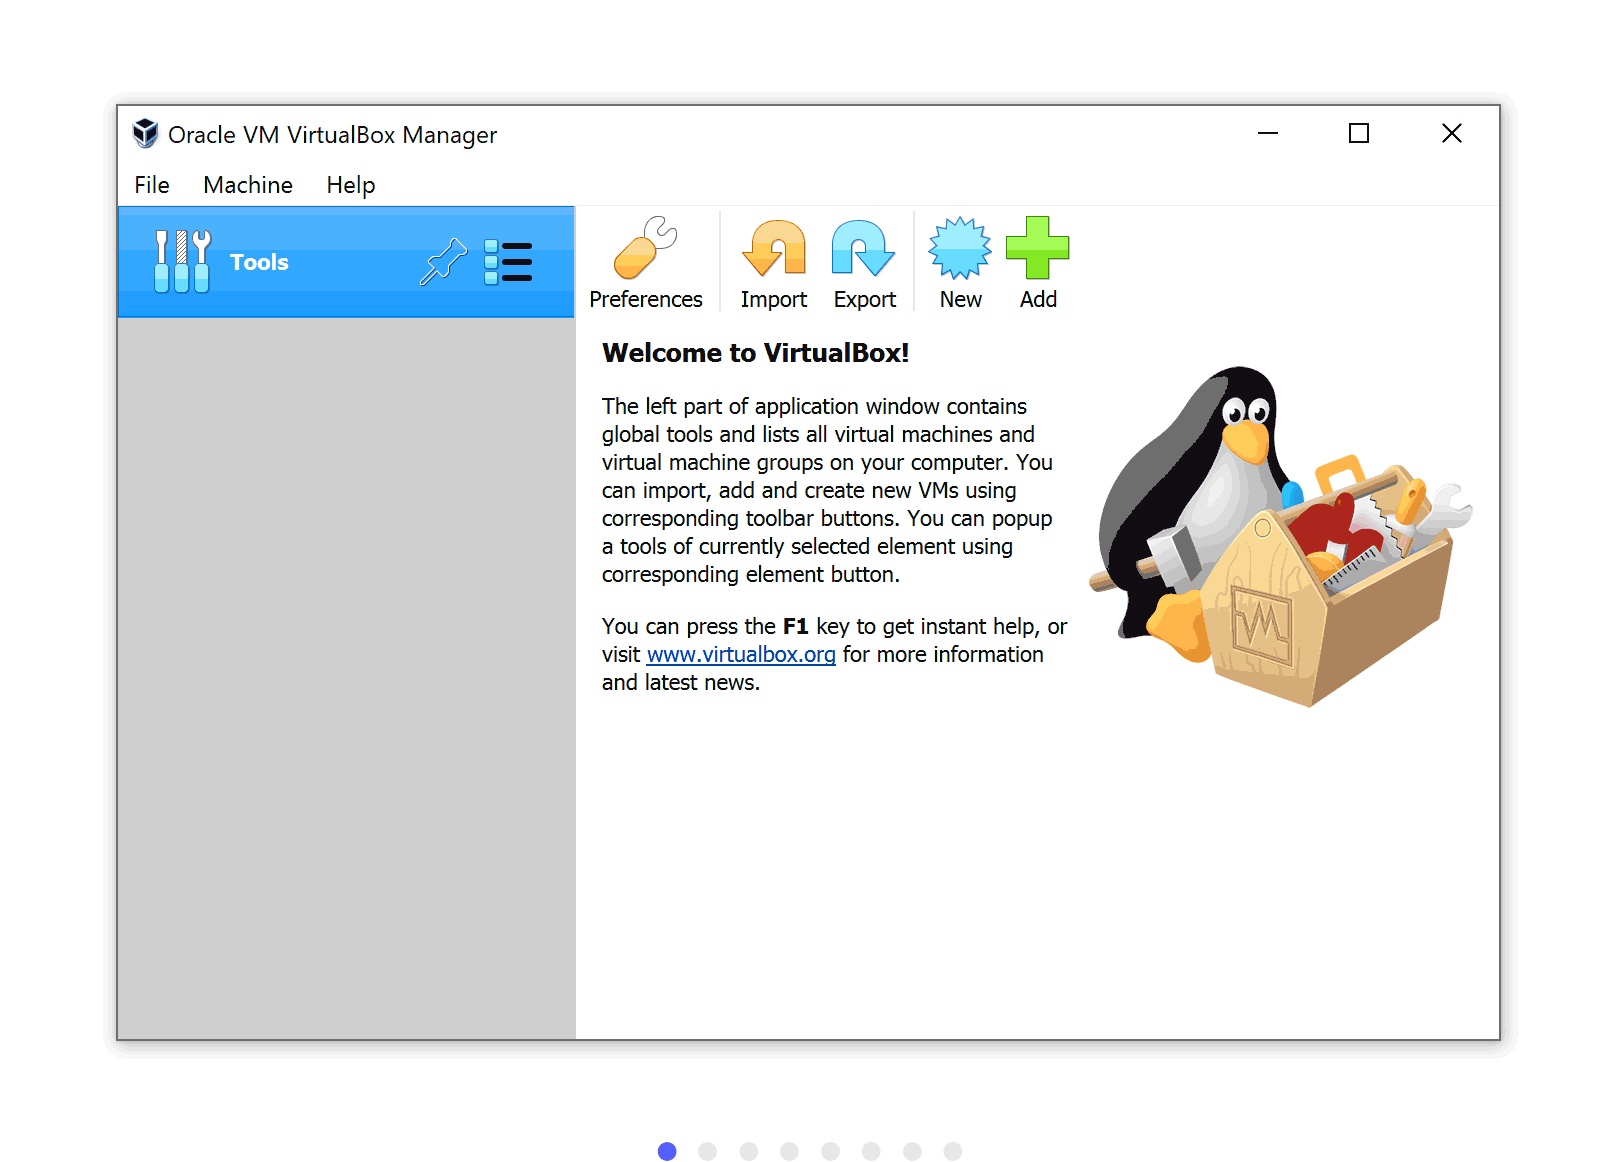 Oracle VM VirtualBox Manager
File Machine Help
Tools
Preferences Import Export New Add
Welcome to VirtualBox!
The left part of application window contains
global tools and lists all virtual machines and
virtual machine groups on your computer. You
can import, add and create new VMs using
corresponding toolbar buttons. You can popup
a tools of currently selected element using
corresponding element button.
You can press the F1 key to get instant help, or
visit www.virtualbox.org for more information
and latest news.
VM